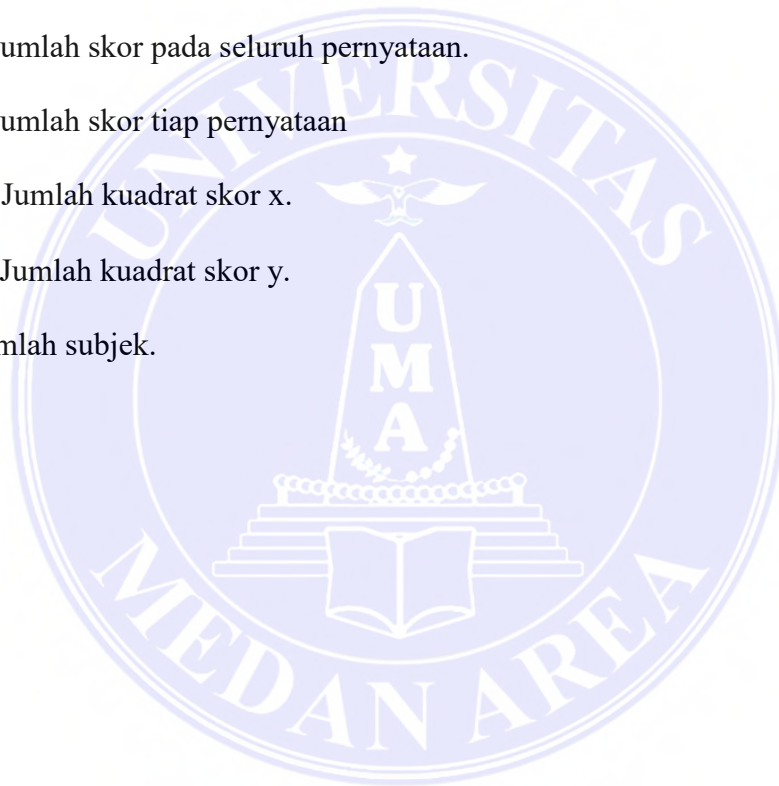 umlah skor pada seluruh pernyataan.
umlah skor tiap pernyataan
Jumlah kuadrat skor x.
Jumlah kuadrat skor y.
mlah subjek.
UNIVERSITAS
U
M
A
MEDAN AREA